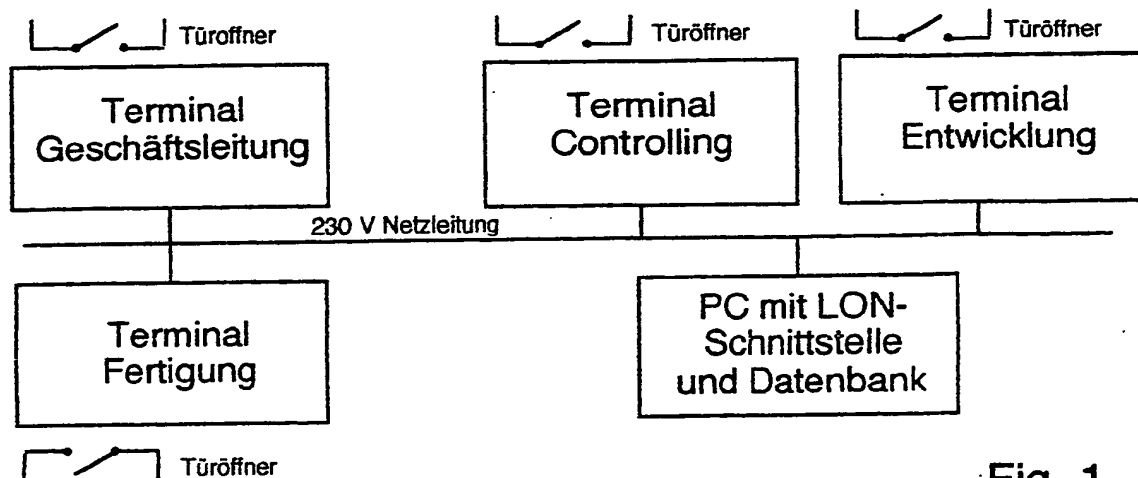 Türoffner
Türöffner
Türöffner
Terminal
Geschäftsleitung
Terminal
Controlling
Terminal
Entwicklung
230 V Netzleitung
Terminal
Fertigung
PC mit LON-
Schnittstelle
und Datenbank
Türöffner
Fig. 1